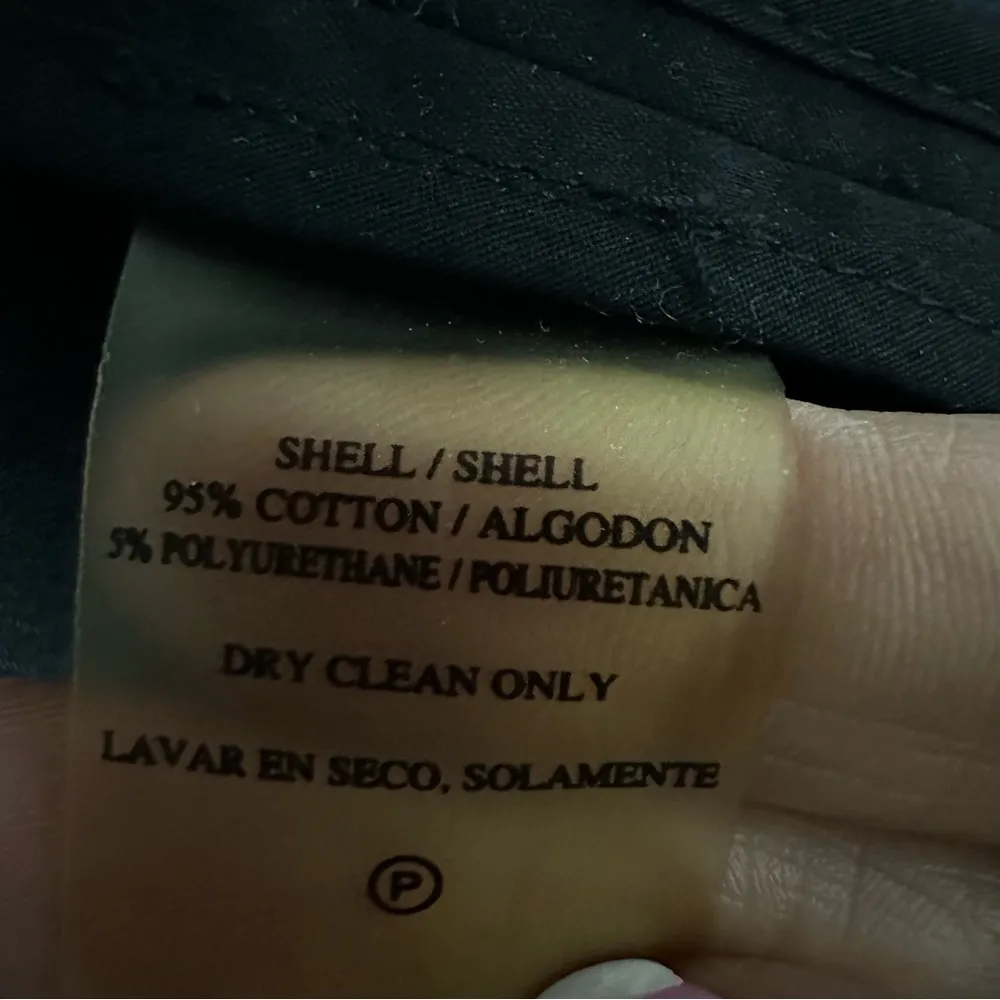 SHELL / SHELL
95% COTTON / ALGODON
5% POLYURETHANE / POLIURETANICA
DRY CLEAN ONLY
LAVAR EN SECO, SOLAMENTE
P